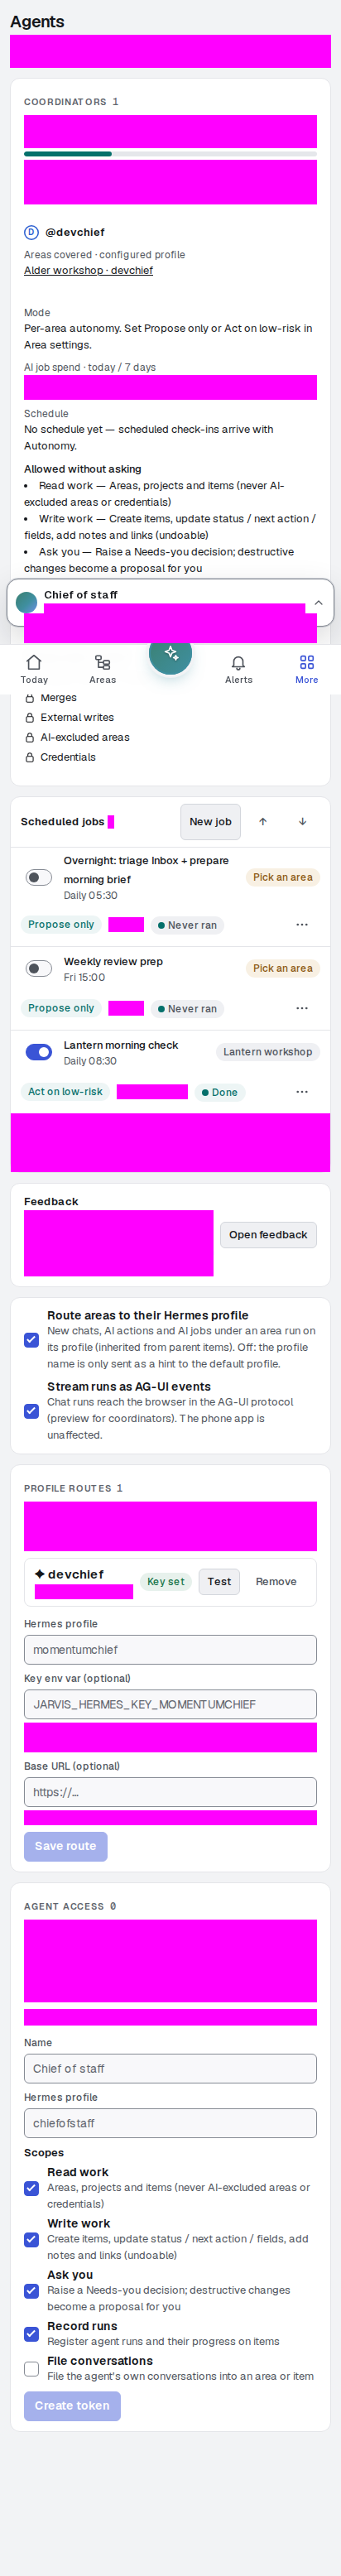 Agents
COORDINATORS 1
D @devchief
Areas covered · configured profile
Alder workshop · devchief
Mode
Per-area autonomy. Set Propose only or Act on low-risk in
Area settings.
AI job spend · today / 7 days
Schedule
No schedule yet — scheduled check-ins arrive with
Autonomy.
Allowed without asking
• Read work — Areas, projects and items (never AI-
excluded areas or credentials)
• Write work — Create items, update status / next action /
fields, add notes and links (undoable)
• Ask you — Raise a Needs-you decision; destructive
changes become a proposal for you
Chief of staff
Today
Areas
Alerts
More
Merges
External writes
AI-excluded areas
Credentials
Scheduled jobs
New job
Overnight: triage Inbox + prepare
morning brief
Daily 05:30
Pick an area
Propose only
Never ran
Weekly review prep
Fri 15:00
Pick an area
Propose only
Never ran
Lantern morning check
Daily 08:30
Lantern workshop
Act on low-risk
Done
Feedback
Open feedback
Route areas to their Hermes profile
New chats, AI actions and AI jobs under an area run on
its profile (inherited from parent items). Off: the profile
name is only sent as a hint to the default profile.
Stream runs as AG-UI events
Chat runs reach the browser in the AG-UI protocol
(preview for coordinators). The phone app is
unaffected.
PROFILE ROUTES 1
devchief
Key set
Test
Remove
Hermes profile
momentumchief
Key env var (optional)
JARVIS_HERMES_KEY_MOMENTUMCHIEF
Base URL (optional)
https://…
Save route
AGENT ACCESS 0
Name
Chief of staff
Hermes profile
chiefofstaff
Scopes
Read work
Areas, projects and items (never AI-excluded areas or
credentials)
Write work
Create items, update status / next action / fields, add
notes and links (undoable)
Ask you
Raise a Needs-you decision; destructive changes
become a proposal for you
Record runs
Register agent runs and their progress on items
File conversations
File the agent's own conversations into an area or item
Create token